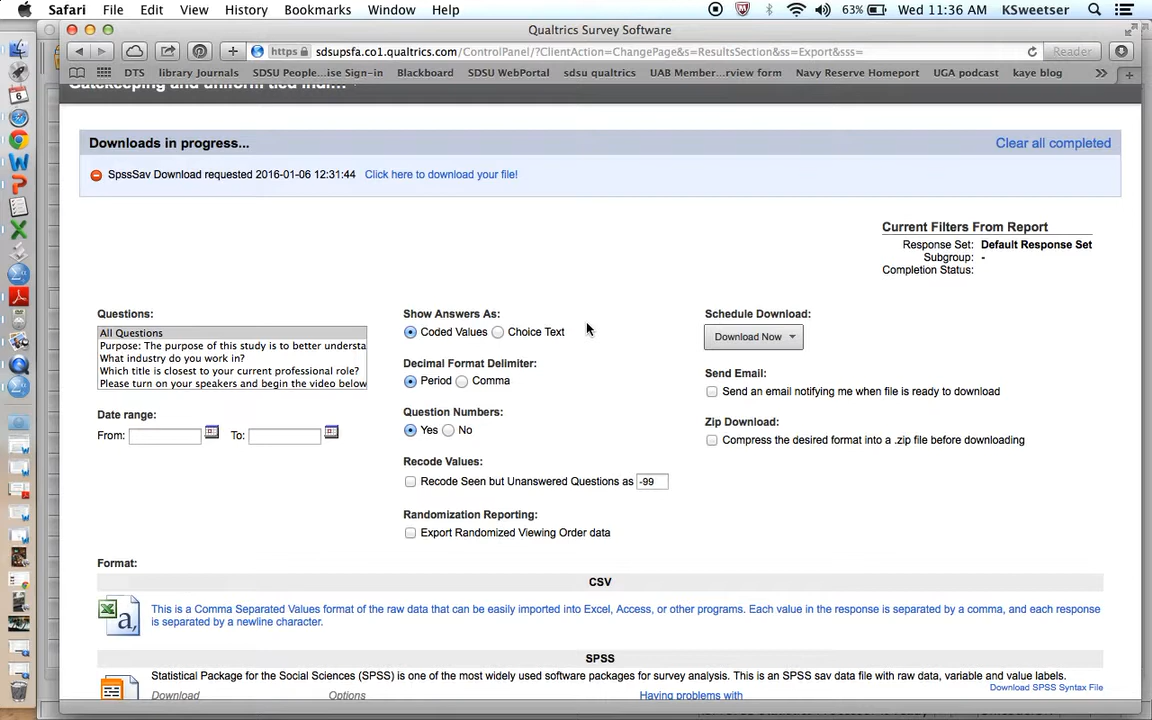 Safari File Edit View History Bookmarks Window Help 63% Wed 11:36 AM KSweetser
Qualtrics Survey Software
https sdsupsfa.co1.qualtrics.com/ControlPanel/?ClientAction=ChangePage&s=ResultsSection&ss=Export&sss= Reader
DTS library Journals SDSU People...ise Sign-in Blackboard SDSU WebPortal sdsu qualtrics UAB Member...rview form Navy Reserve Homeport UGA podcast kaye blog
Gatekeeping and uniform tied indi...
Downloads in progress... Clear all completed
SpssSav Download requested 2016-01-06 12:31:44 Click here to download your file!
Current Filters From Report
Response Set: Default Response Set
Subgroup: -
Completion Status:
Questions: Show Answers As: Schedule Download:
All Questions Coded Values Choice Text Download Now
Purpose: The purpose of this study is to better understa
What industry do you work in? Decimal Format Delimiter:
Which title is closest to your current professional role? Send Email:
Please turn on your speakers and begin the video below Period Comma Send an email notifying me when file is ready to download
Date range: Question Numbers: Zip Download:
From: To: Yes No Compress the desired format into a .zip file before downloading
Recode Values:
Recode Seen but Unanswered Questions as -99
Randomization Reporting:
Export Randomized Viewing Order data
Format:
CSV
This is a Comma Separated Values format of the raw data that can be easily imported into Excel, Access, or other programs. Each value in the response is separated by a comma, and each response
is separated by a newline character.
SPSS
Statistical Package for the Social Sciences (SPSS) is one of the most widely used software packages for survey analysis. This is an SPSS sav data file with raw data, variable and value labels.
Download SPSS Syntax File
Download Options Having problems with